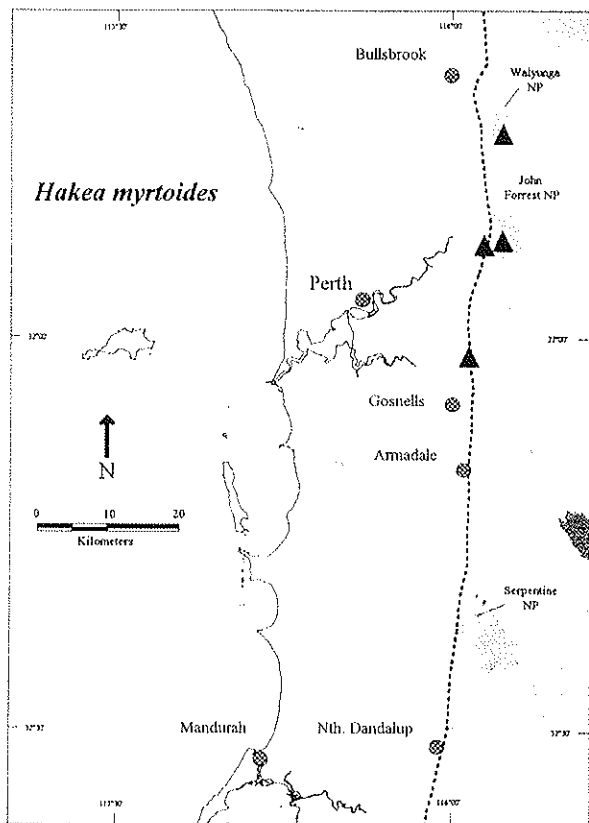 Bullsbrook
Walyunga
NP
Hakea myrtoides
John
Forrest NP
Perth
Gosnells
Armadale
N
0 10 20
Kilometers
Serpentine
NP
Mandurah
Nth. Dandalup